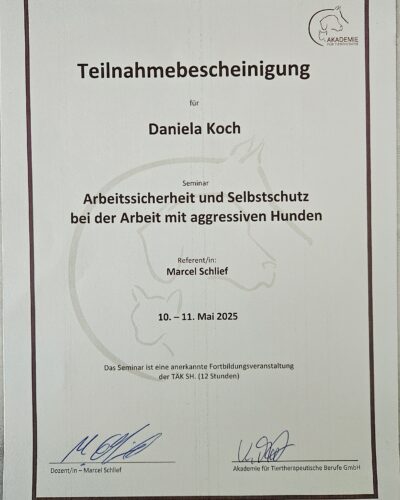 AKADEMIE
Teilnahmebescheinigung
für
Daniela Koch
Seminar
Arbeitssicherheit und Selbstschutz
bei der Arbeit mit aggressiven Hunden
Referent/in:
Marcel Schlief
10. – 11. Mai 2025
Das Seminar ist eine anerkannte Fortbildungsveranstaltung
der TÄK SH. (12 Stunden)
Dozent/in – Marcel Schlief
Akademie für Tiertherapeutische Berufe GmbH